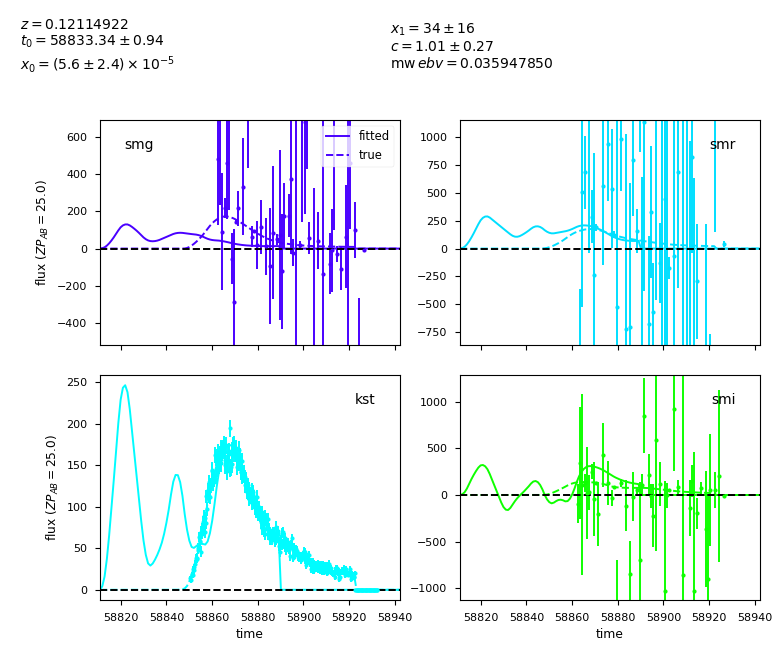 z = 0.12114922
t₀ = 58833.34 ± 0.94
x₀ = (5.6 ± 2.4) × 10⁻⁵
x₁ = 34 ± 16
c = 1.01 ± 0.27
mw ebv = 0.035947850
smg
fitted
true
600
400
200
0
−200
−400
flux (ZP_AB = 25.0)
smr
1000
750
500
250
0
−250
−500
−750
kst
250
200
150
100
50
0
flux (ZP_AB = 25.0)
58820 58840 58860 58880 58900 58920 58940
time
smi
1000
500
0
−500
−1000
58820 58840 58860 58880 58900 58920 58940
time